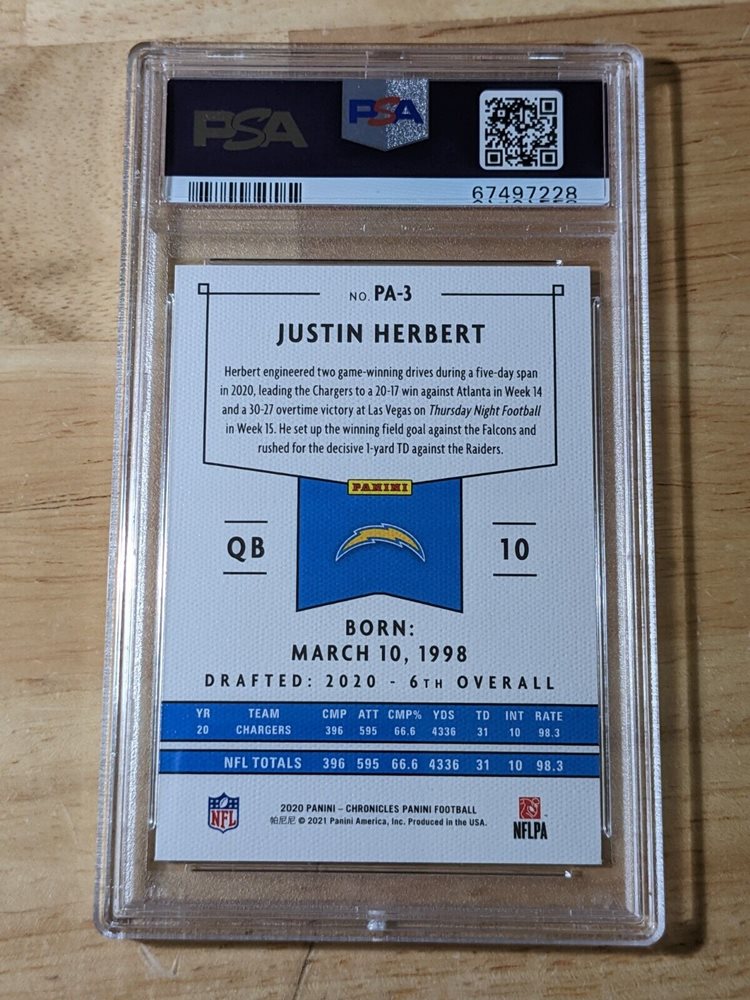 PSA
PSA
67497228
NO. PA-3
JUSTIN HERBERT
Herbert engineered two game-winning drives during a five-day span
in 2020, leading the Chargers to a 20-17 win against Atlanta in Week 14
and a 30-27 overtime victory at Las Vegas on Thursday Night Football
in Week 15. He set up the winning field goal against the Falcons and
rushed for the decisive 1-yard TD against the Raiders.
PANINI
QB
10
BORN:
MARCH 10, 1998
DRAFTED: 2020 - 6TH OVERALL
YR TEAM CMP ATT CMP% YDS TD INT RATE
20 CHARGERS 396 595 66.6 4336 31 10 98.3
NFL TOTALS 396 595 66.6 4336 31 10 98.3
NFL
2020 PANINI – CHRONICLES PANINI FOOTBALL
帕尼尼 © 2021 Panini America, Inc. Produced in the USA.
NFLPA